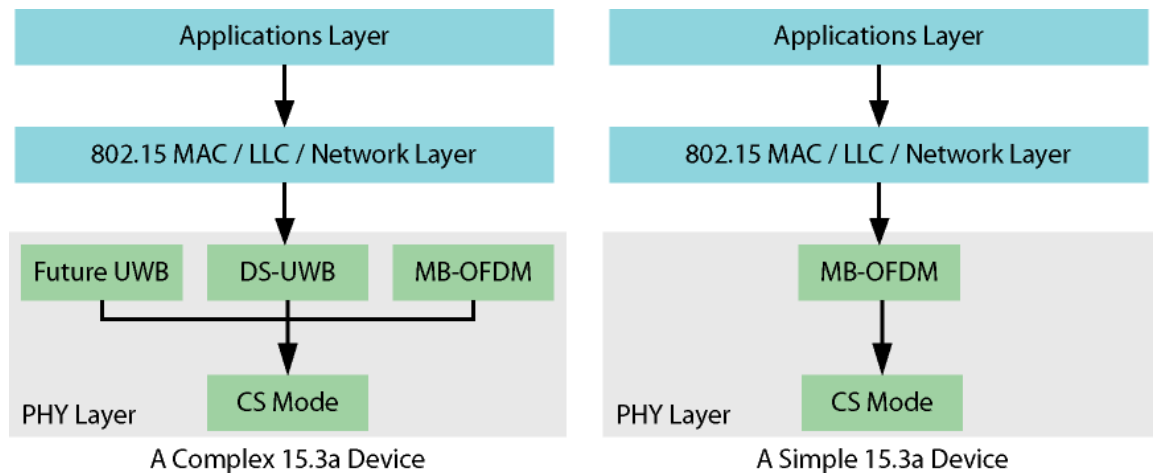 Applications Layer
802.15 MAC / LLC / Network Layer
Future UWB
DS-UWB
MB-OFDM
CS Mode
PHY Layer
A Complex 15.3a Device
Applications Layer
802.15 MAC / LLC / Network Layer
MB-OFDM
CS Mode
PHY Layer
A Simple 15.3a Device